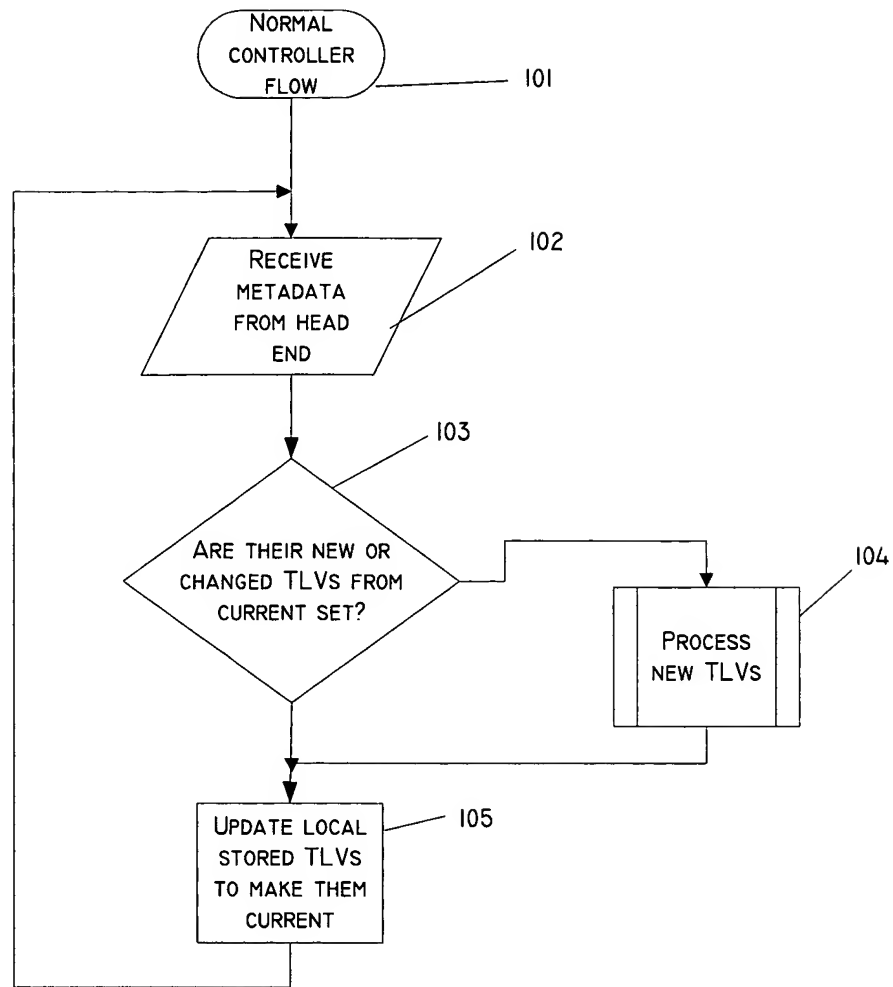 NORMAL
CONTROLLER
FLOW
101
RECEIVE
METADATA
FROM HEAD
END
102
103
ARE THEIR NEW OR
CHANGED TLVS FROM
CURRENT SET?
104
PROCESS
NEW TLVS
UPDATE LOCAL
STORED TLVS
TO MAKE THEM
CURRENT
105